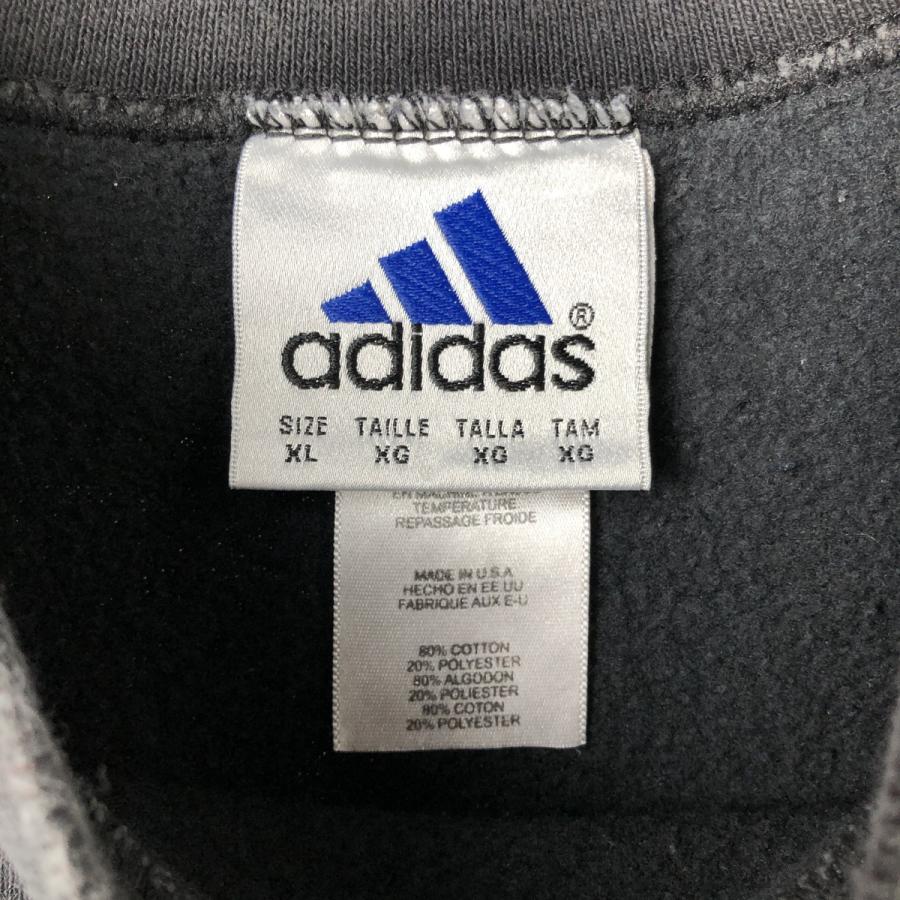 adidas®
SIZE TAILLE TALLA TAM
XL XG XG XG
TEMPERATURE
REPASSAGE FROIDE
MADE IN U.S.A
HECHO EN EE.UU
FABRIQUE AUX E-U
80% COTTON
20% POLYESTER
80% ALGODON
20% POLIESTER
80% COTON
20% POLYESTER